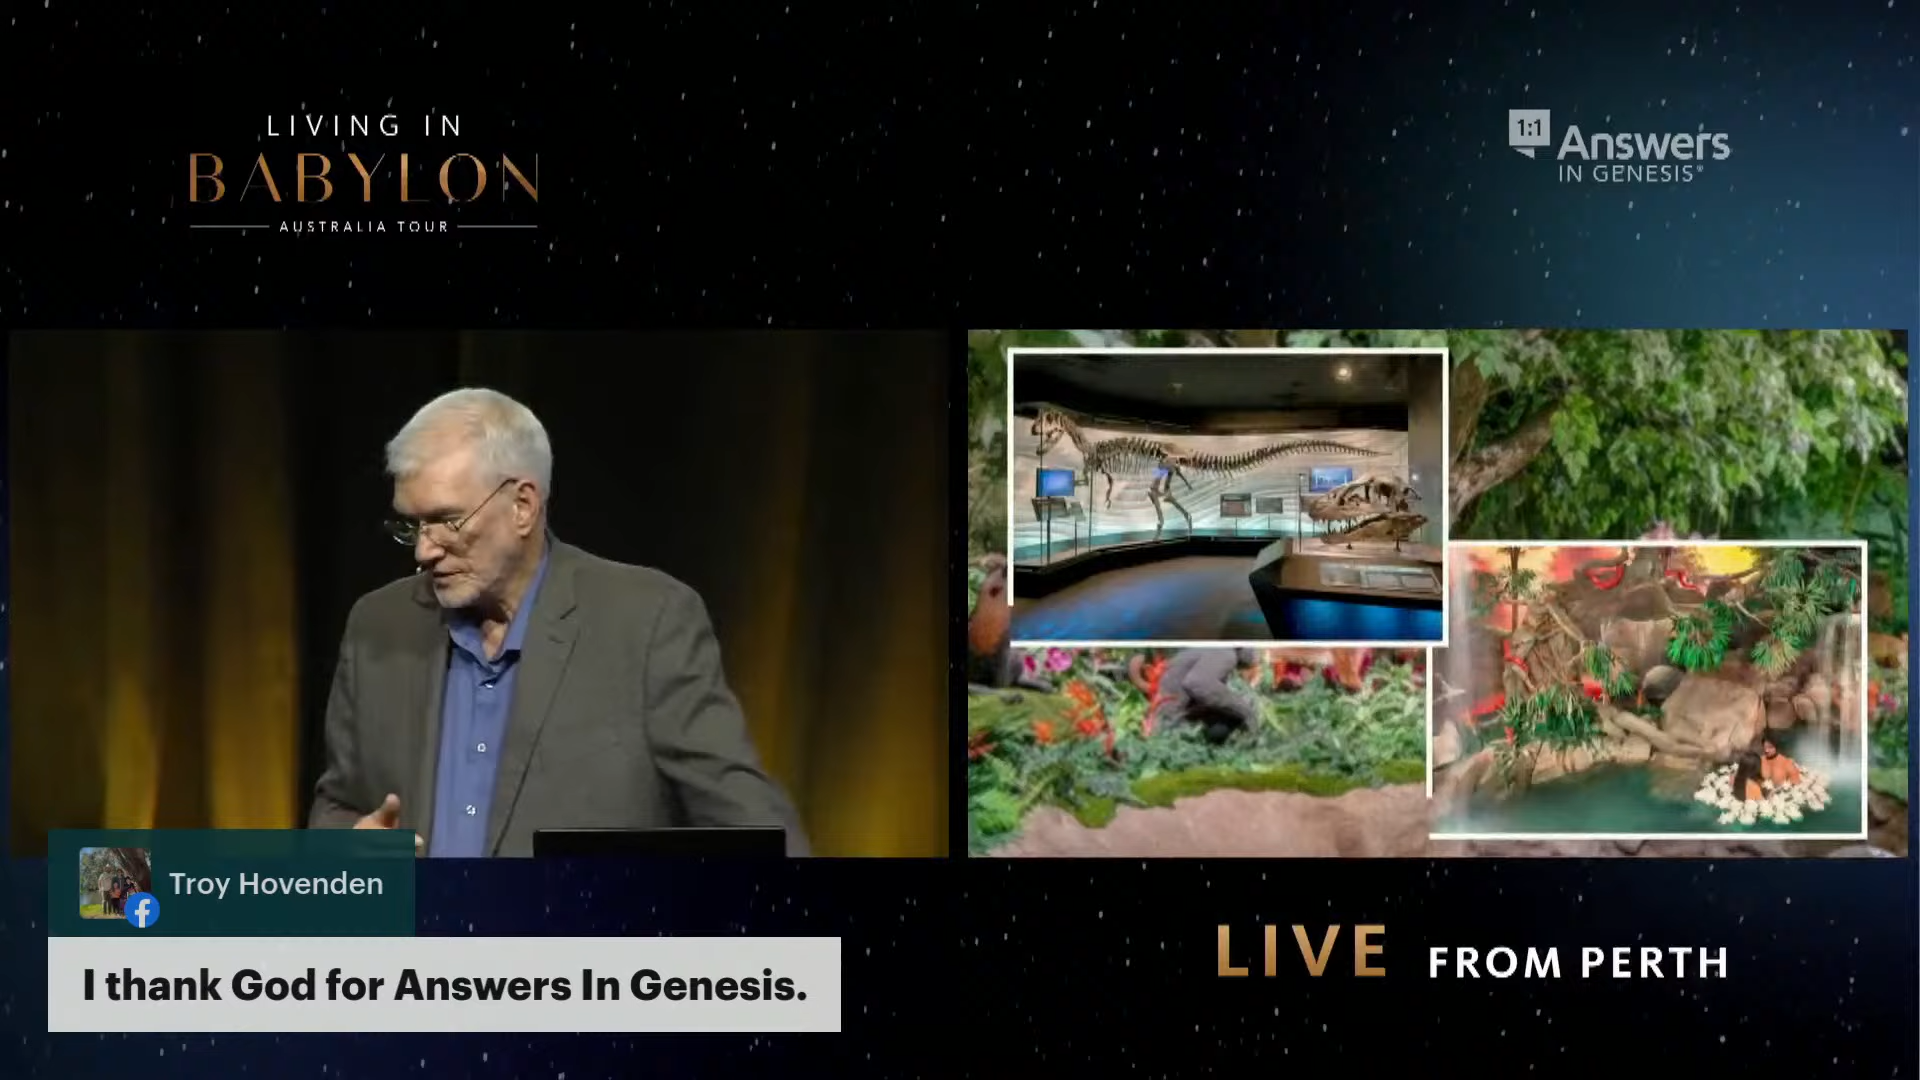 LIVING IN
BABYLON
AUSTRALIA TOUR
1:1
Answers
IN GENESIS®
Troy Hovenden
I thank God for Answers In Genesis.
LIVE FROM PERTH